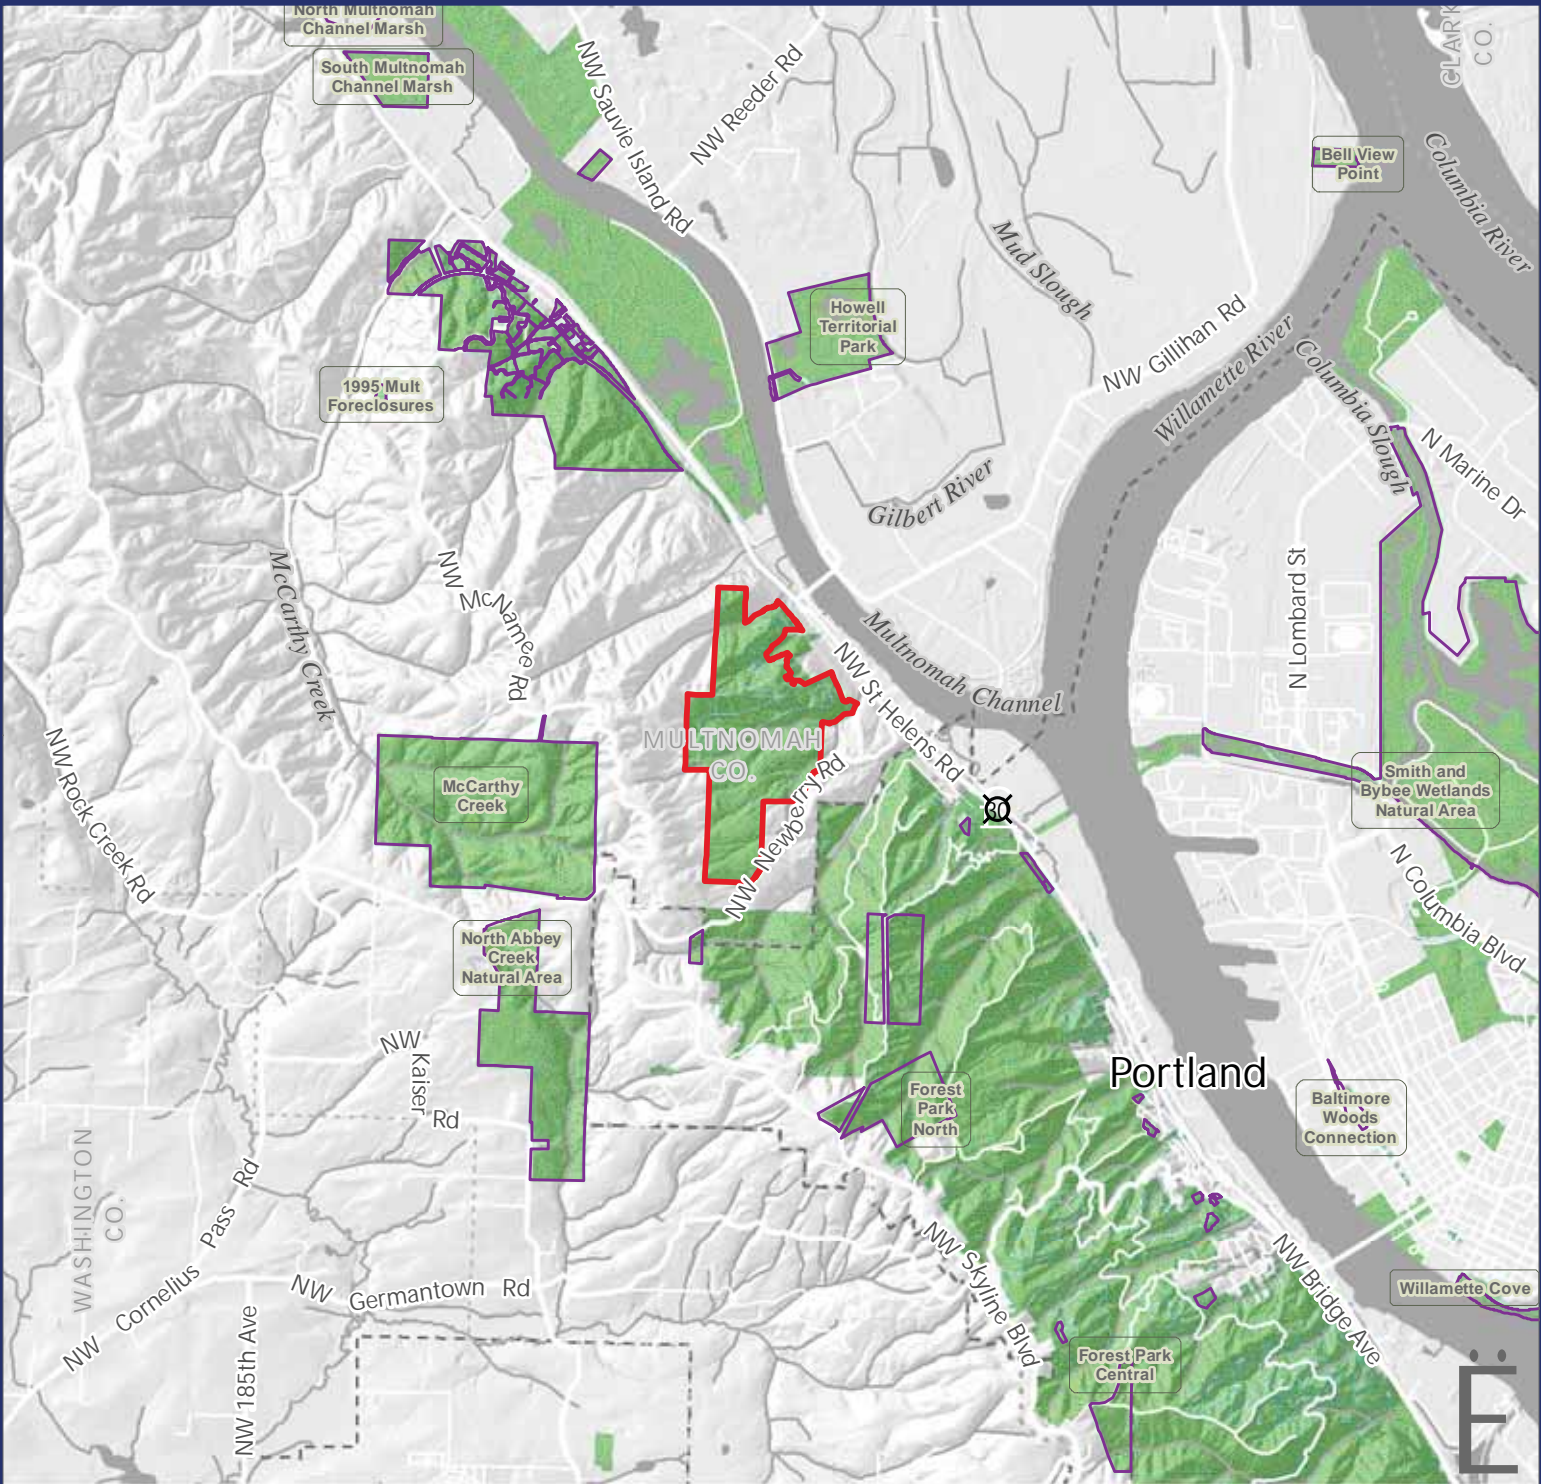 North Multnomah
Channel Marsh
South Multnomah
Channel Marsh
NW Sauvie Island Rd
NW Reeder Rd
CLARK
CO.
Bell View
Point
Columbia River
Mud Slough
Howell
Territorial
Park
NW Gillihan Rd
Willamette River
Columbia Slough
N Marine Dr
1995 Mult
Foreclosures
Gilbert River
McCarthy Creek
NW McNamee Rd
N Lombard St
Multnomah Channel
NW St Helens Rd
MULTNOMAH
CO.
NW Rock Creek Rd
McCarthy
Creek
NW Newberry Rd
30
Smith and
Bybee Wetlands
Natural Area
N Columbia Blvd
North Abbey
Creek
Natural Area
NW Kaiser Rd
Portland
Forest
Park
North
Baltimore
Woods
Connection
WASHINGTON
CO.
NW Cornelius Pass Rd
NW Skyline Blvd
NW Bridge Ave
Willamette Cove
NW Germantown Rd
NW 185th Ave
Forest Park
Central
Ë